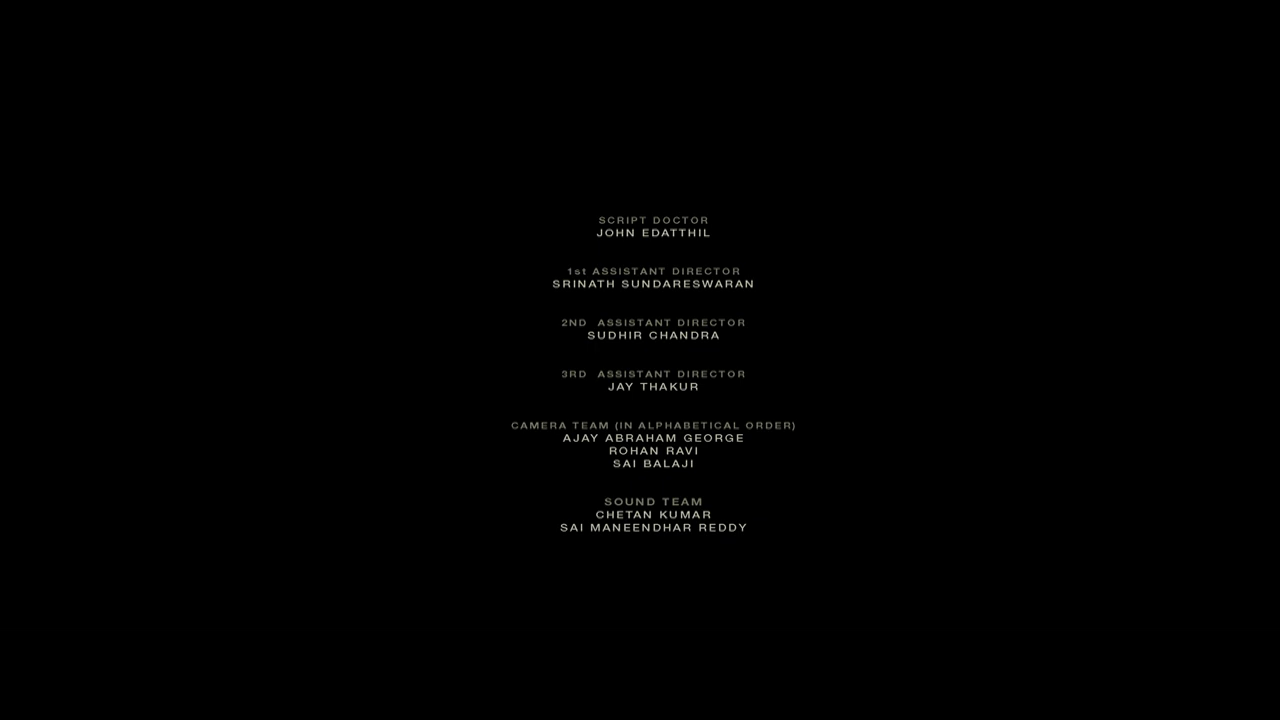 SCRIPT DOCTOR
JOHN EDATTHIL
1st ASSISTANT DIRECTOR
SRINATH SUNDARESWARAN
2ND ASSISTANT DIRECTOR
SUDHIR CHANDRA
3RD ASSISTANT DIRECTOR
JAY THAKUR
CAMERA TEAM (IN ALPHABETICAL ORDER)
AJAY ABRAHAM GEORGE
ROHAN RAVI
SAI BALAJI
SOUND TEAM
CHETAN KUMAR
SAI MANEENDHAR REDDY